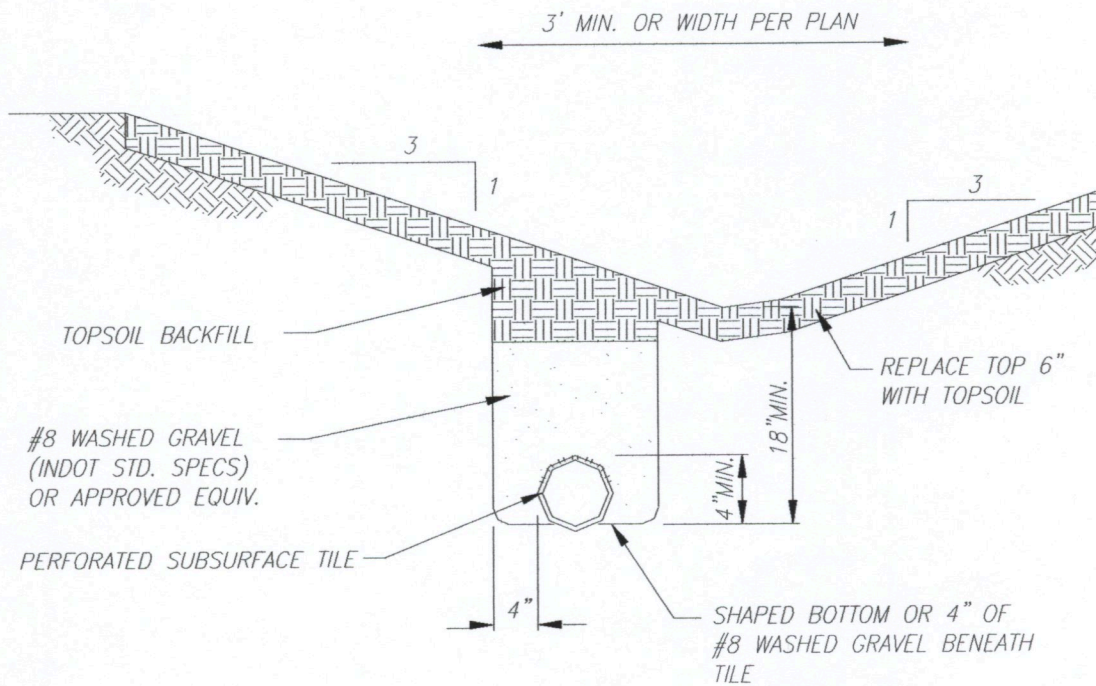 3' MIN. OR WIDTH PER PLAN
3
1
3
1
TOPSOIL BACKFILL
REPLACE TOP 6"
WITH TOPSOIL
18"MIN.
#8 WASHED GRAVEL
(INDOT STD. SPECS)
OR APPROVED EQUIV.
4"MIN.
PERFORATED SUBSURFACE TILE
4"
SHAPED BOTTOM OR 4" OF
#8 WASHED GRAVEL BENEATH
TILE